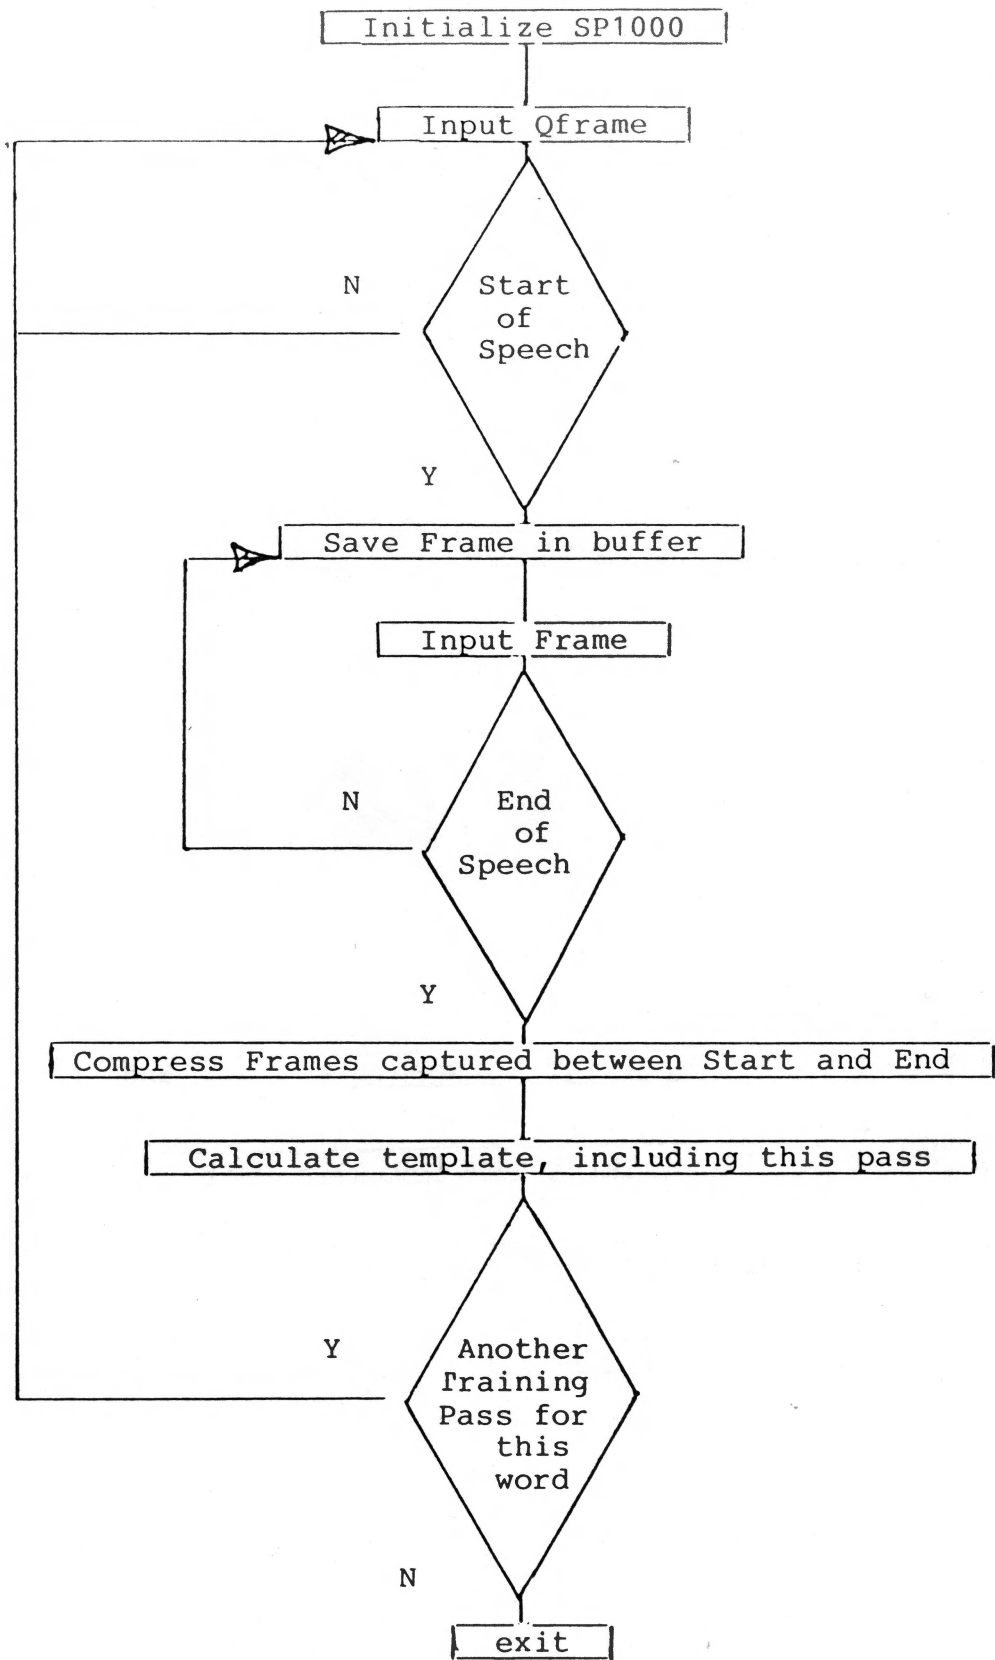 Initialize SP1000
Input Qframe
N
Start
of
Speech
Y
Save Frame in buffer
Input Frame
N
End
of
Speech
Y
Compress Frames captured between Start and End
Calculate template, including this pass
Y
Another
Training
Pass for
this
word
N
exit